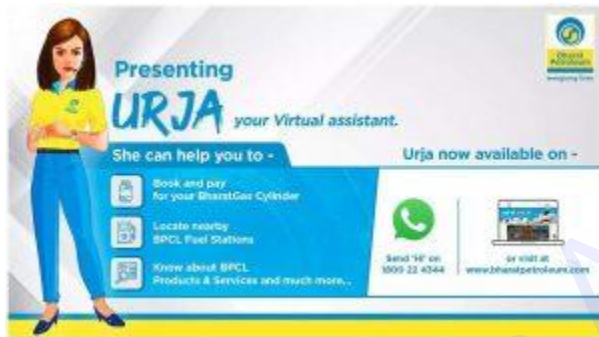 Bharat
Petroleum
energising lives
Presenting
URJA your Virtual assistant.
She can help you to -
Book and pay
for your BharatGas Cylinder
Locate nearby
BPCL Fuel Stations
Know about BPCL
Products & Services and much more...
Urja now available on -
Send 'Hi' on
1800 22 4344
or visit at
www.bharatpetroleum.com